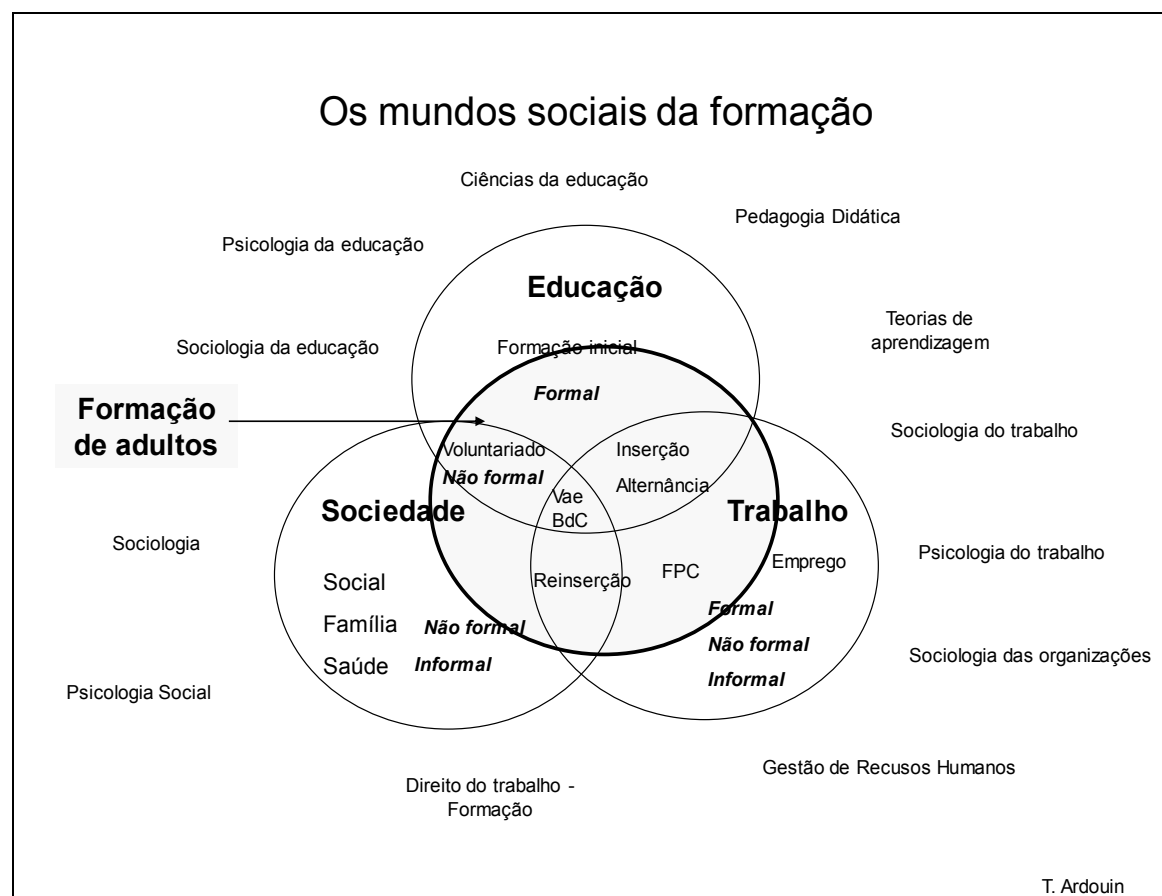 Os mundos sociais da formação
Ciências da educação
Pedagogia Didática
Psicologia da educação
Educação
Teorias de
aprendizagem
Sociologia da educação
Formação inicial
Formal
Formação
de adultos
Sociologia do trabalho
Voluntariado
Não formal
Inserção
Alternância
Vae
BdC
Sociedade
Trabalho
Sociologia
Psicologia do trabalho
Emprego
Reinserção
FPC
Social
Família
Saúde
Não formal
Informal
Formal
Não formal
Informal
Sociologia das organizações
Psicologia Social
Gestão de Recusos Humanos
Direito do trabalho -
Formação
T. Ardouin